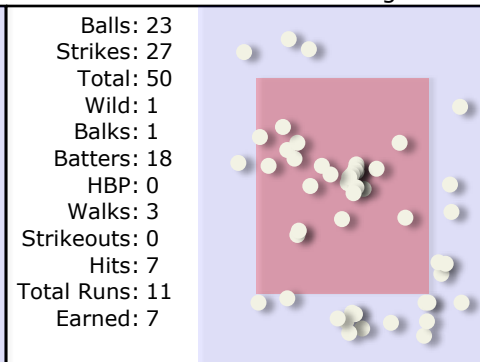 Balls: 23
Strikes: 27
Total: 50
Wild: 1
Balks: 1
Batters: 18
HBP: 0
Walks: 3
Strikeouts: 0
Hits: 7
Total Runs: 11
Earned: 7